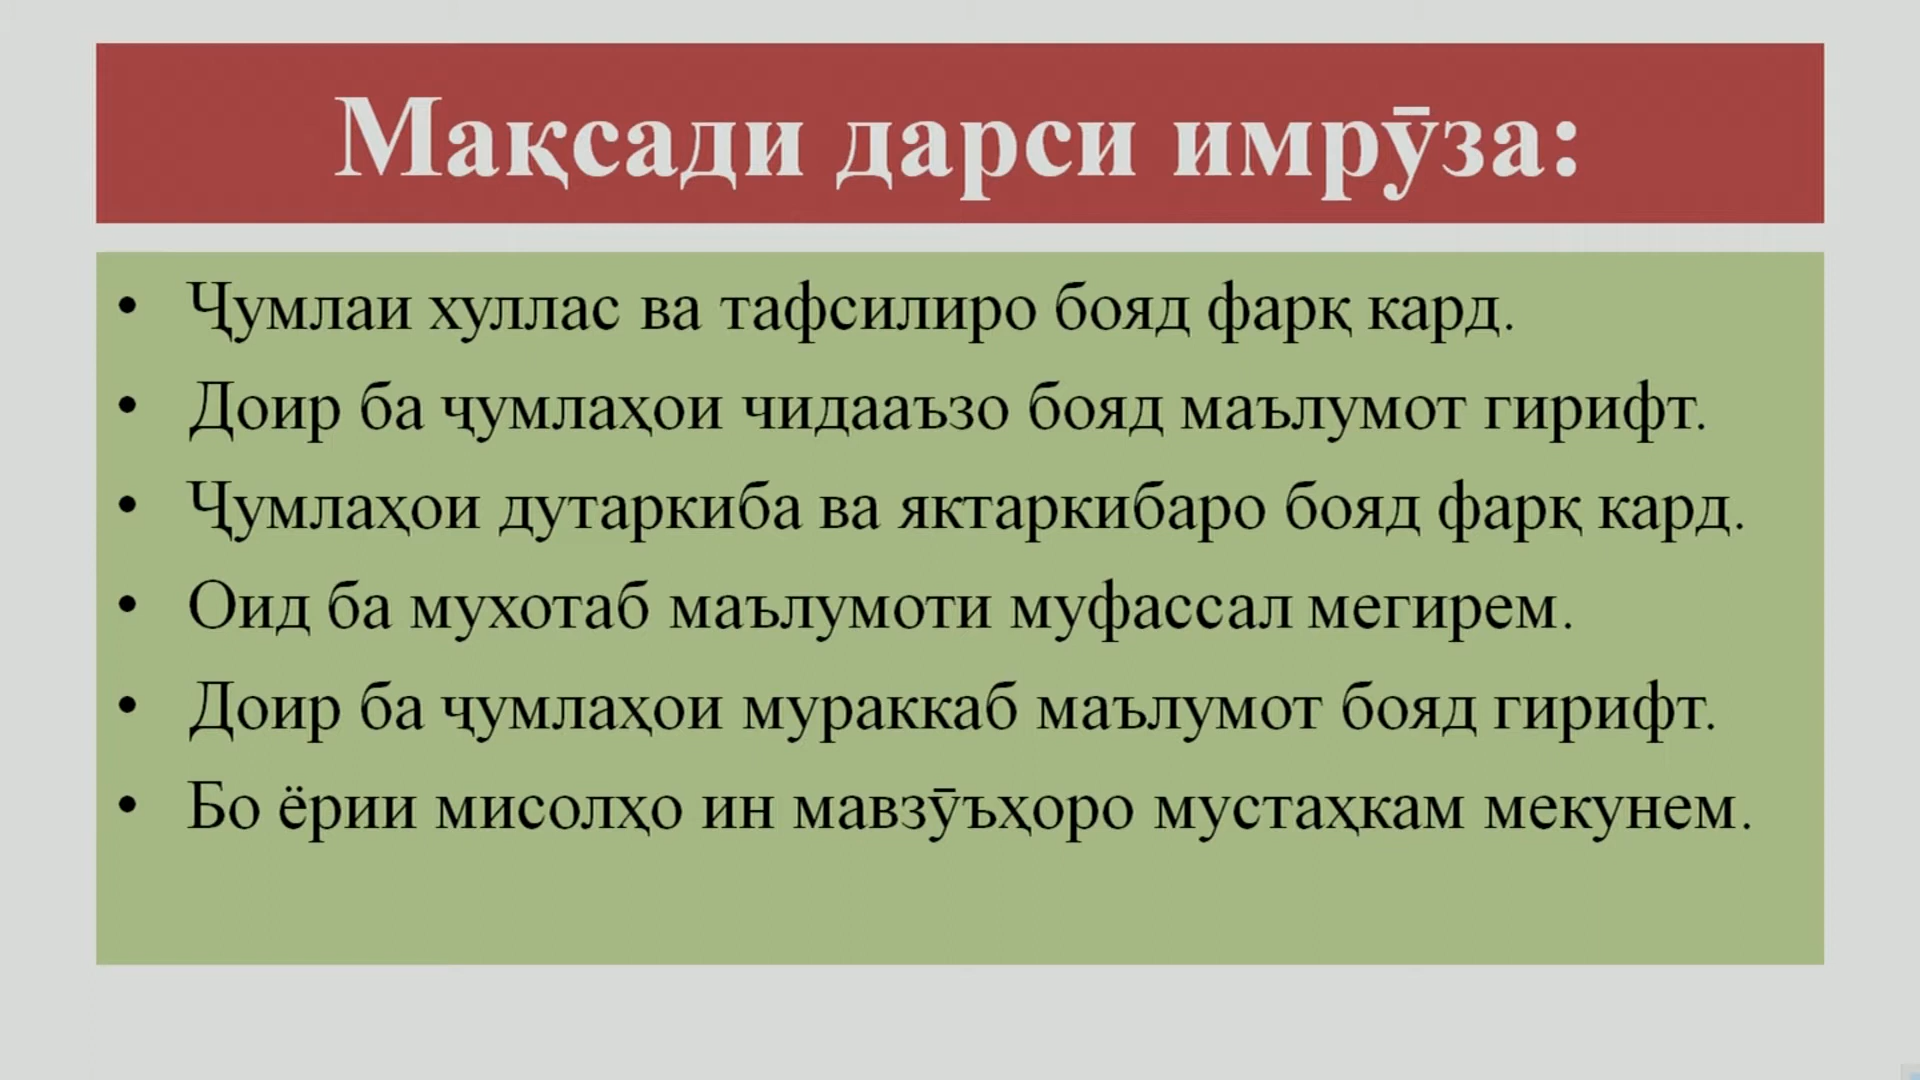 Мақсади дарси имрӯза:
• Ҷумлаи хуллас ва тафсилиро бояд фарқ кард.
• Доир ба ҷумлаҳои чидааъзо бояд маълумот гирифт.
• Ҷумлаҳои дутаркиба ва яктаркибаро бояд фарқ кард.
• Оид ба мухотаб маълумоти муфассал мегирем.
• Доир ба ҷумлаҳои мураккаб маълумот бояд гирифт.
• Бо ёрии мисолҳо ин мавзӯъҳоро мустаҳкам мекунем.